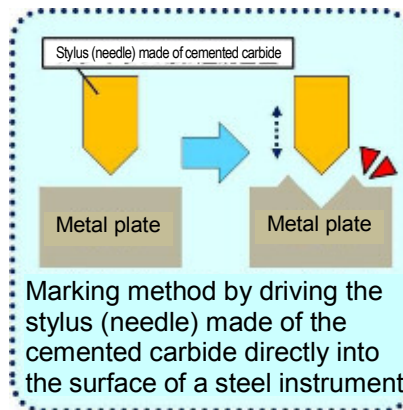 Stylus (needle) made of cemented carbide
Metal plate
Metal plate
Marking method by driving the
stylus (needle) made of the
cemented carbide directly into
the surface of a steel instrument